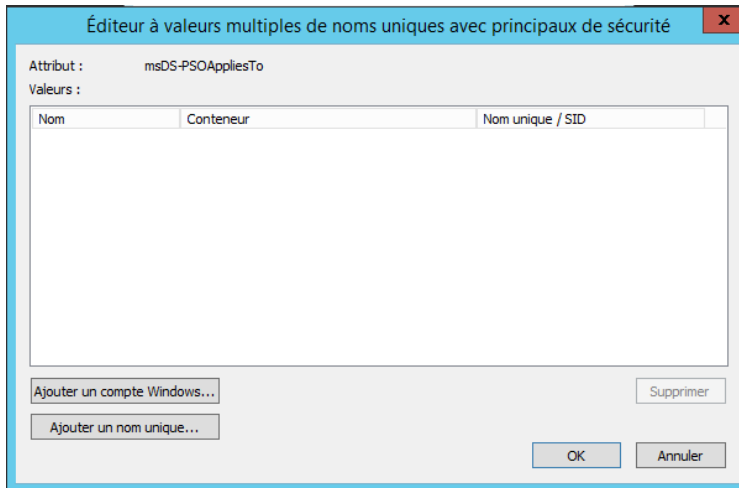 Éditeur à valeurs multiples de noms uniques avec principaux de sécurité
x
Attribut : msDS-PSOAppliesTo
Valeurs :
Nom Conteneur Nom unique / SID
Ajouter un compte Windows... Supprimer
Ajouter un nom unique...
OK Annuler